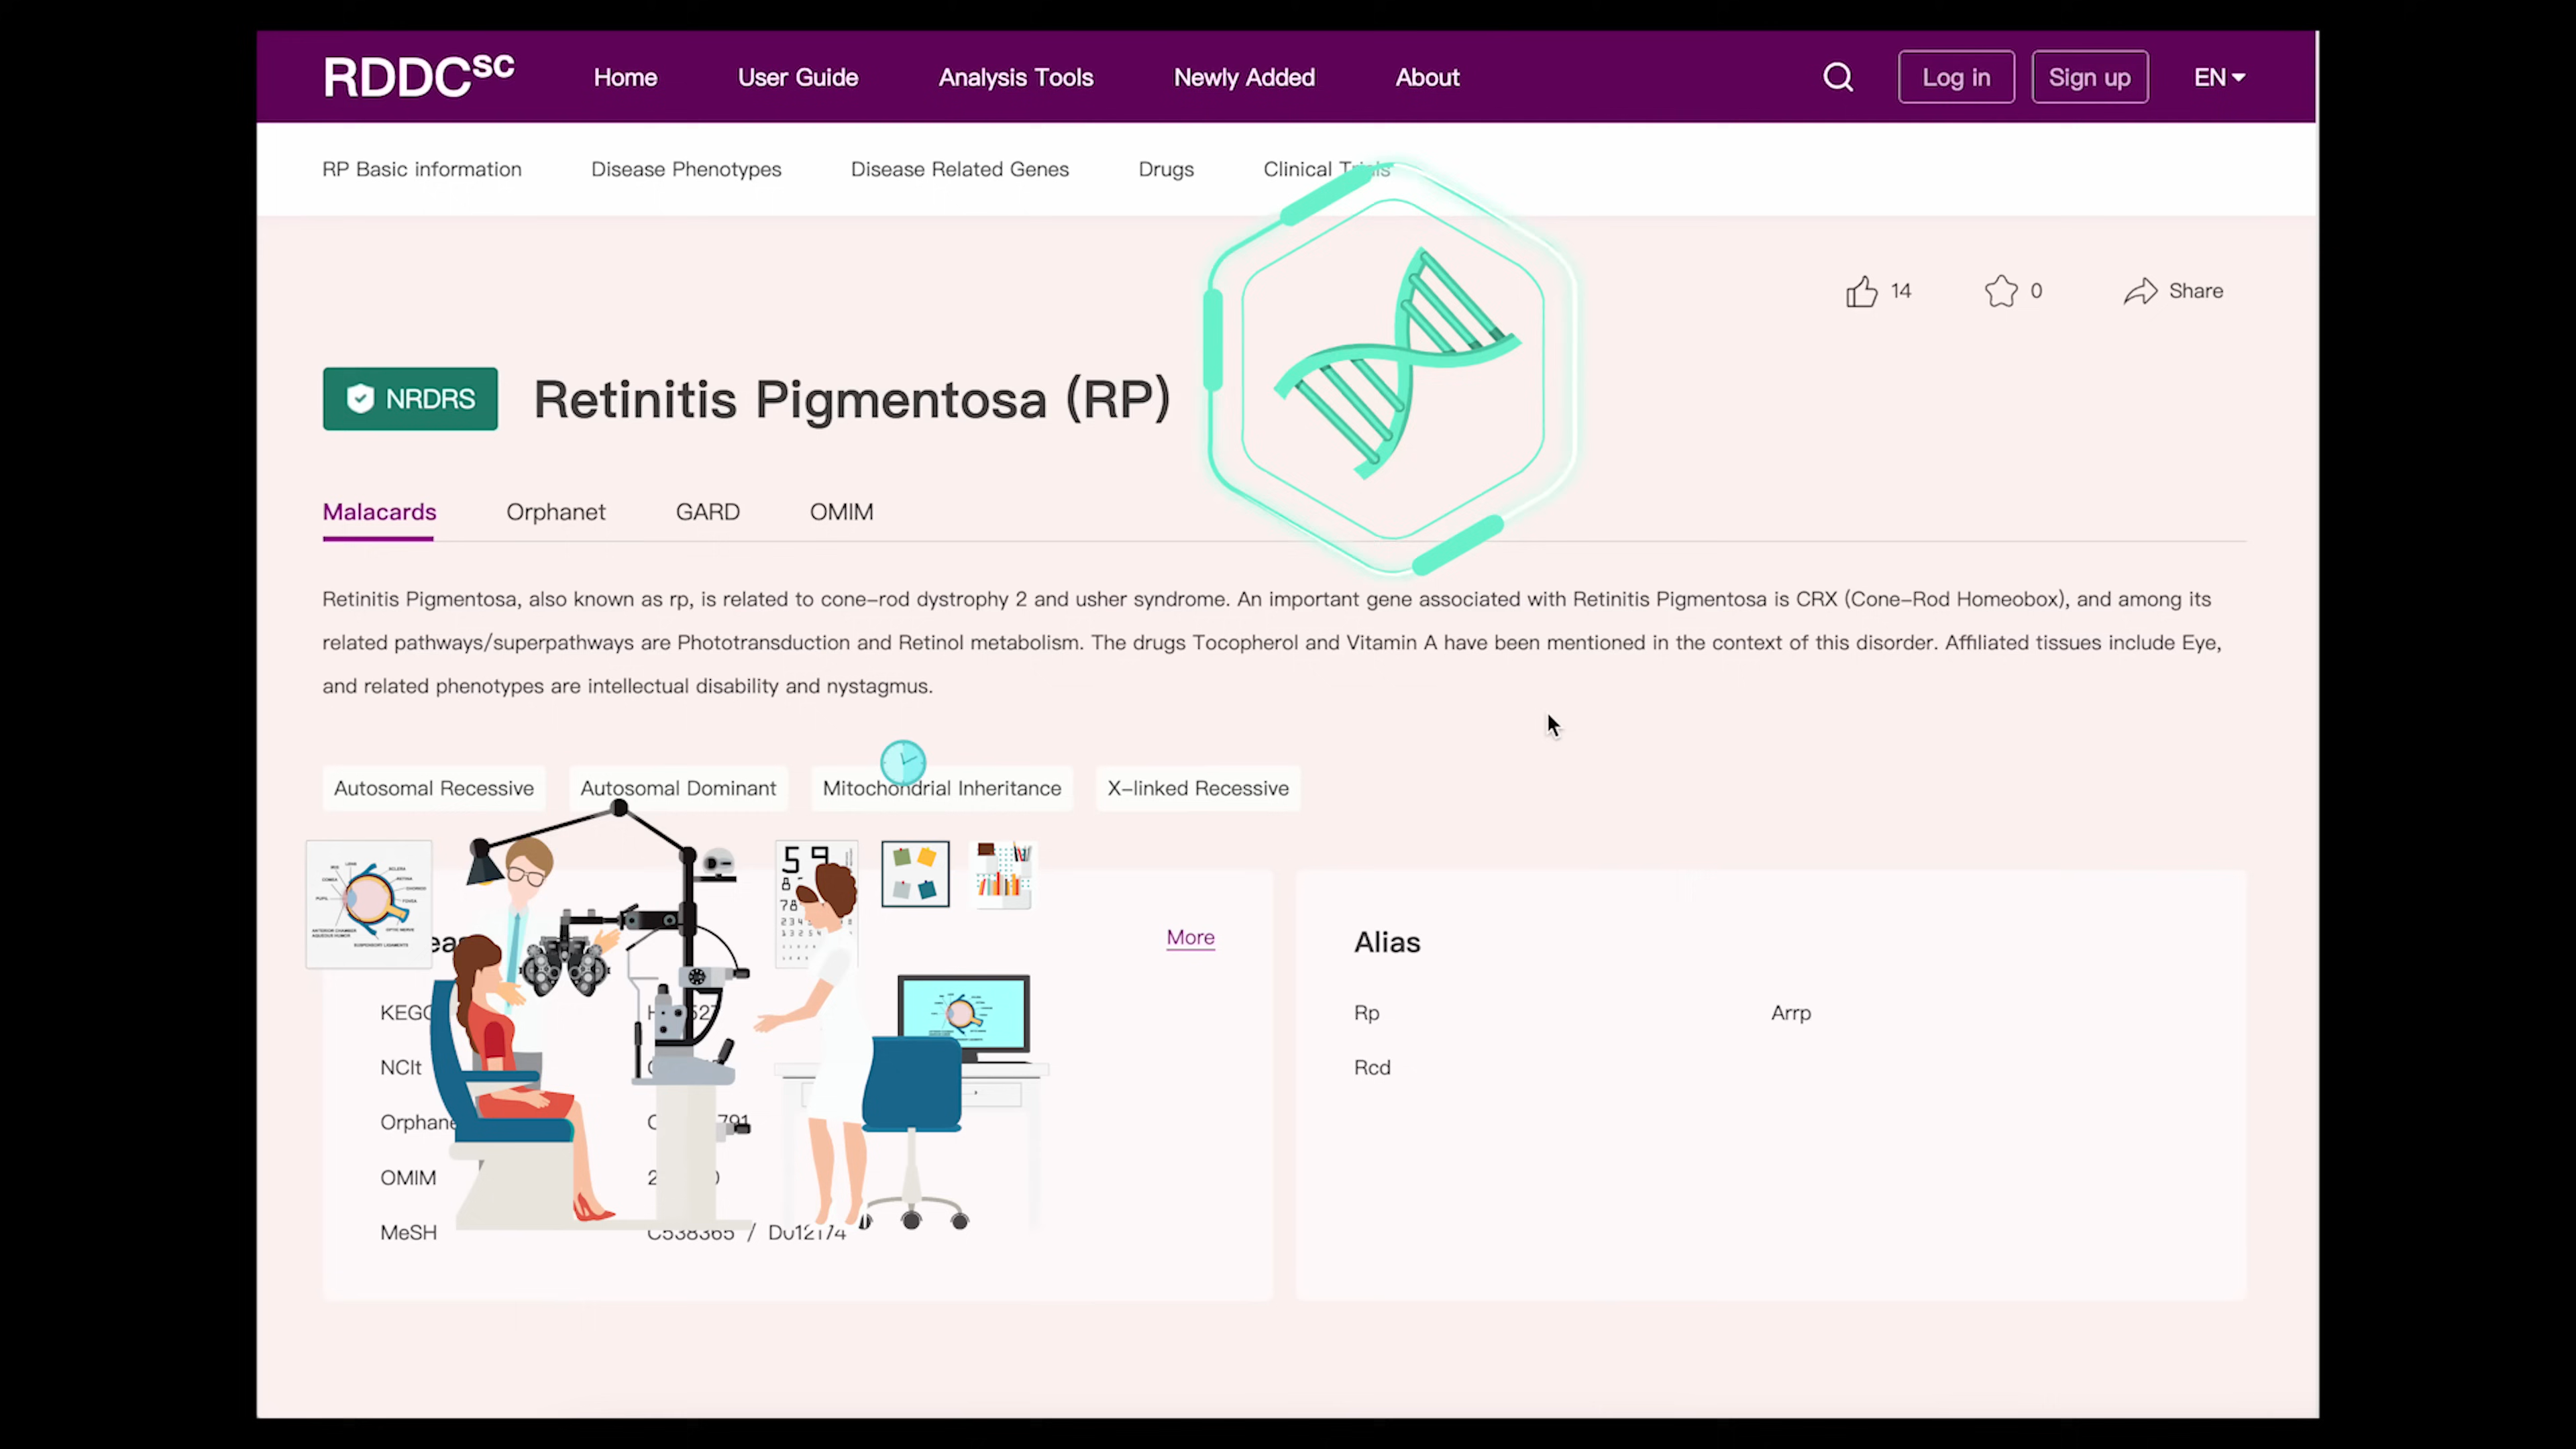 RDDCSC Home User Guide Analysis Tools Newly Added About Log in Sign up EN
RP Basic information Disease Phenotypes Disease Related Genes Drugs Clinical Trials
14 0 Share
NRDRS Retinitis Pigmentosa (RP)
Malacards Orphanet GARD OMIM
Retinitis Pigmentosa, also known as rp, is related to cone-rod dystrophy 2 and usher syndrome. An important gene associated with Retinitis Pigmentosa is CRX (Cone-Rod Homeobox), and among its
related pathways/superpathways are Phototransduction and Retinol metabolism. The drugs Tocopherol and Vitamin A have been mentioned in the context of this disorder. Affiliated tissues include Eye,
and related phenotypes are intellectual disability and nystagmus.
Autosomal Recessive Autosomal Dominant Mitochondrial Inheritance X-linked Recessive
More
Alias
KEGG
Rp Arrp
NCIt
Rcd
Orphanet
OMIM
MeSH C538365 / D012174